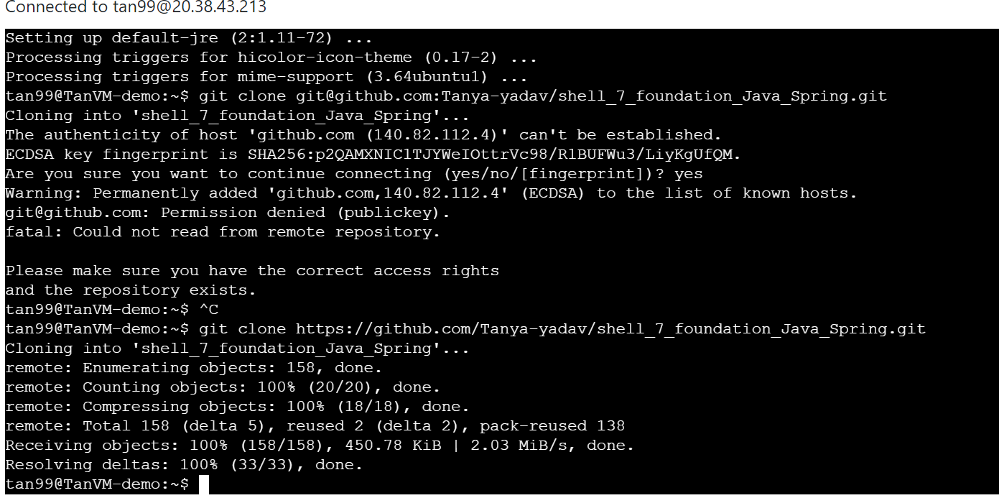 Connected to tan99@20.38.43.213
Setting up default-jre (2:1.11-72) ...
Processing triggers for hicolor-icon-theme (0.17-2) ...
Processing triggers for mime-support (3.64ubuntu1) ...
tan99@TanVM-demo:~$ git clone git@github.com:Tanya-yadav/shell_7_foundation_Java_Spring.git
Cloning into 'shell_7_foundation_Java_Spring'...
The authenticity of host 'github.com (140.82.112.4)' can't be established.
ECDSA key fingerprint is SHA256:p2QAMXNIC1TJYWeIOttrVc98/R1BUFWu3/LiyKgUfQM.
Are you sure you want to continue connecting (yes/no/[fingerprint])? yes
Warning: Permanently added 'github.com,140.82.112.4' (ECDSA) to the list of known hosts.
git@github.com: Permission denied (publickey).
fatal: Could not read from remote repository.
Please make sure you have the correct access rights
and the repository exists.
tan99@TanVM-demo:~$ ^C
tan99@TanVM-demo:~$ git clone https://github.com/Tanya-yadav/shell_7_foundation_Java_Spring.git
Cloning into 'shell_7_foundation_Java_Spring'...
remote: Enumerating objects: 158, done.
remote: Counting objects: 100% (20/20), done.
remote: Compressing objects: 100% (18/18), done.
remote: Total 158 (delta 5), reused 2 (delta 2), pack-reused 138
Receiving objects: 100% (158/158), 450.78 KiB | 2.03 MiB/s, done.
Resolving deltas: 100% (33/33), done.
tan99@TanVM-demo:~$